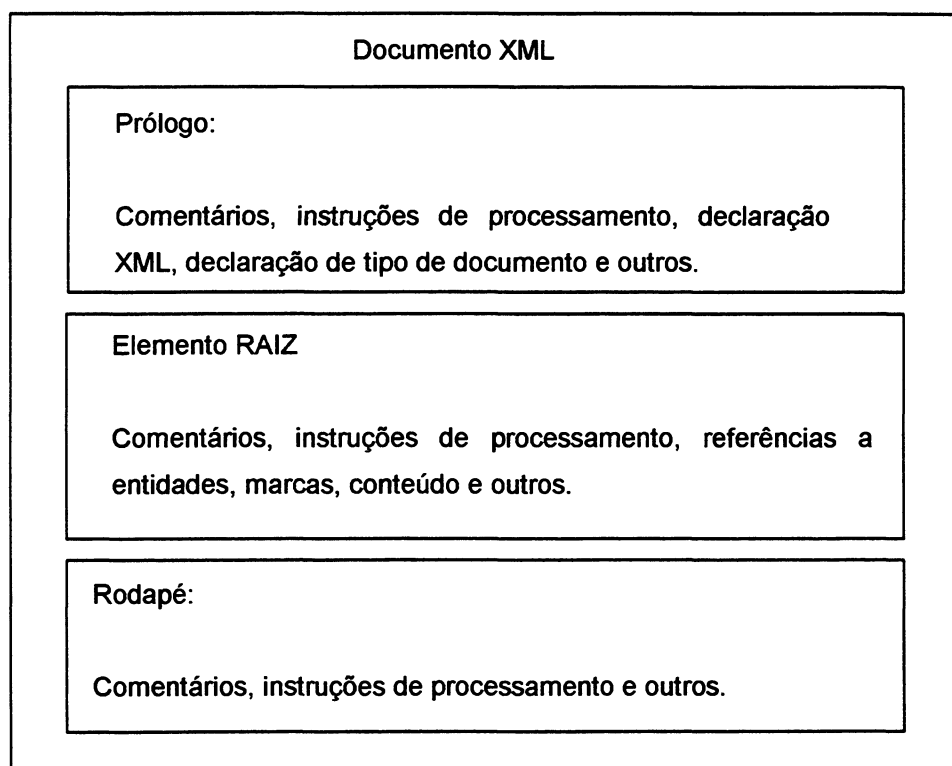 Documento XML
Prólogo:
Comentários, instruções de processamento, declaração
XML, declaração de tipo de documento e outros.
Elemento RAIZ
Comentários, instruções de processamento, referências a
entidades, marcas, conteúdo e outros.
Rodapé:
Comentários, instruções de processamento e outros.